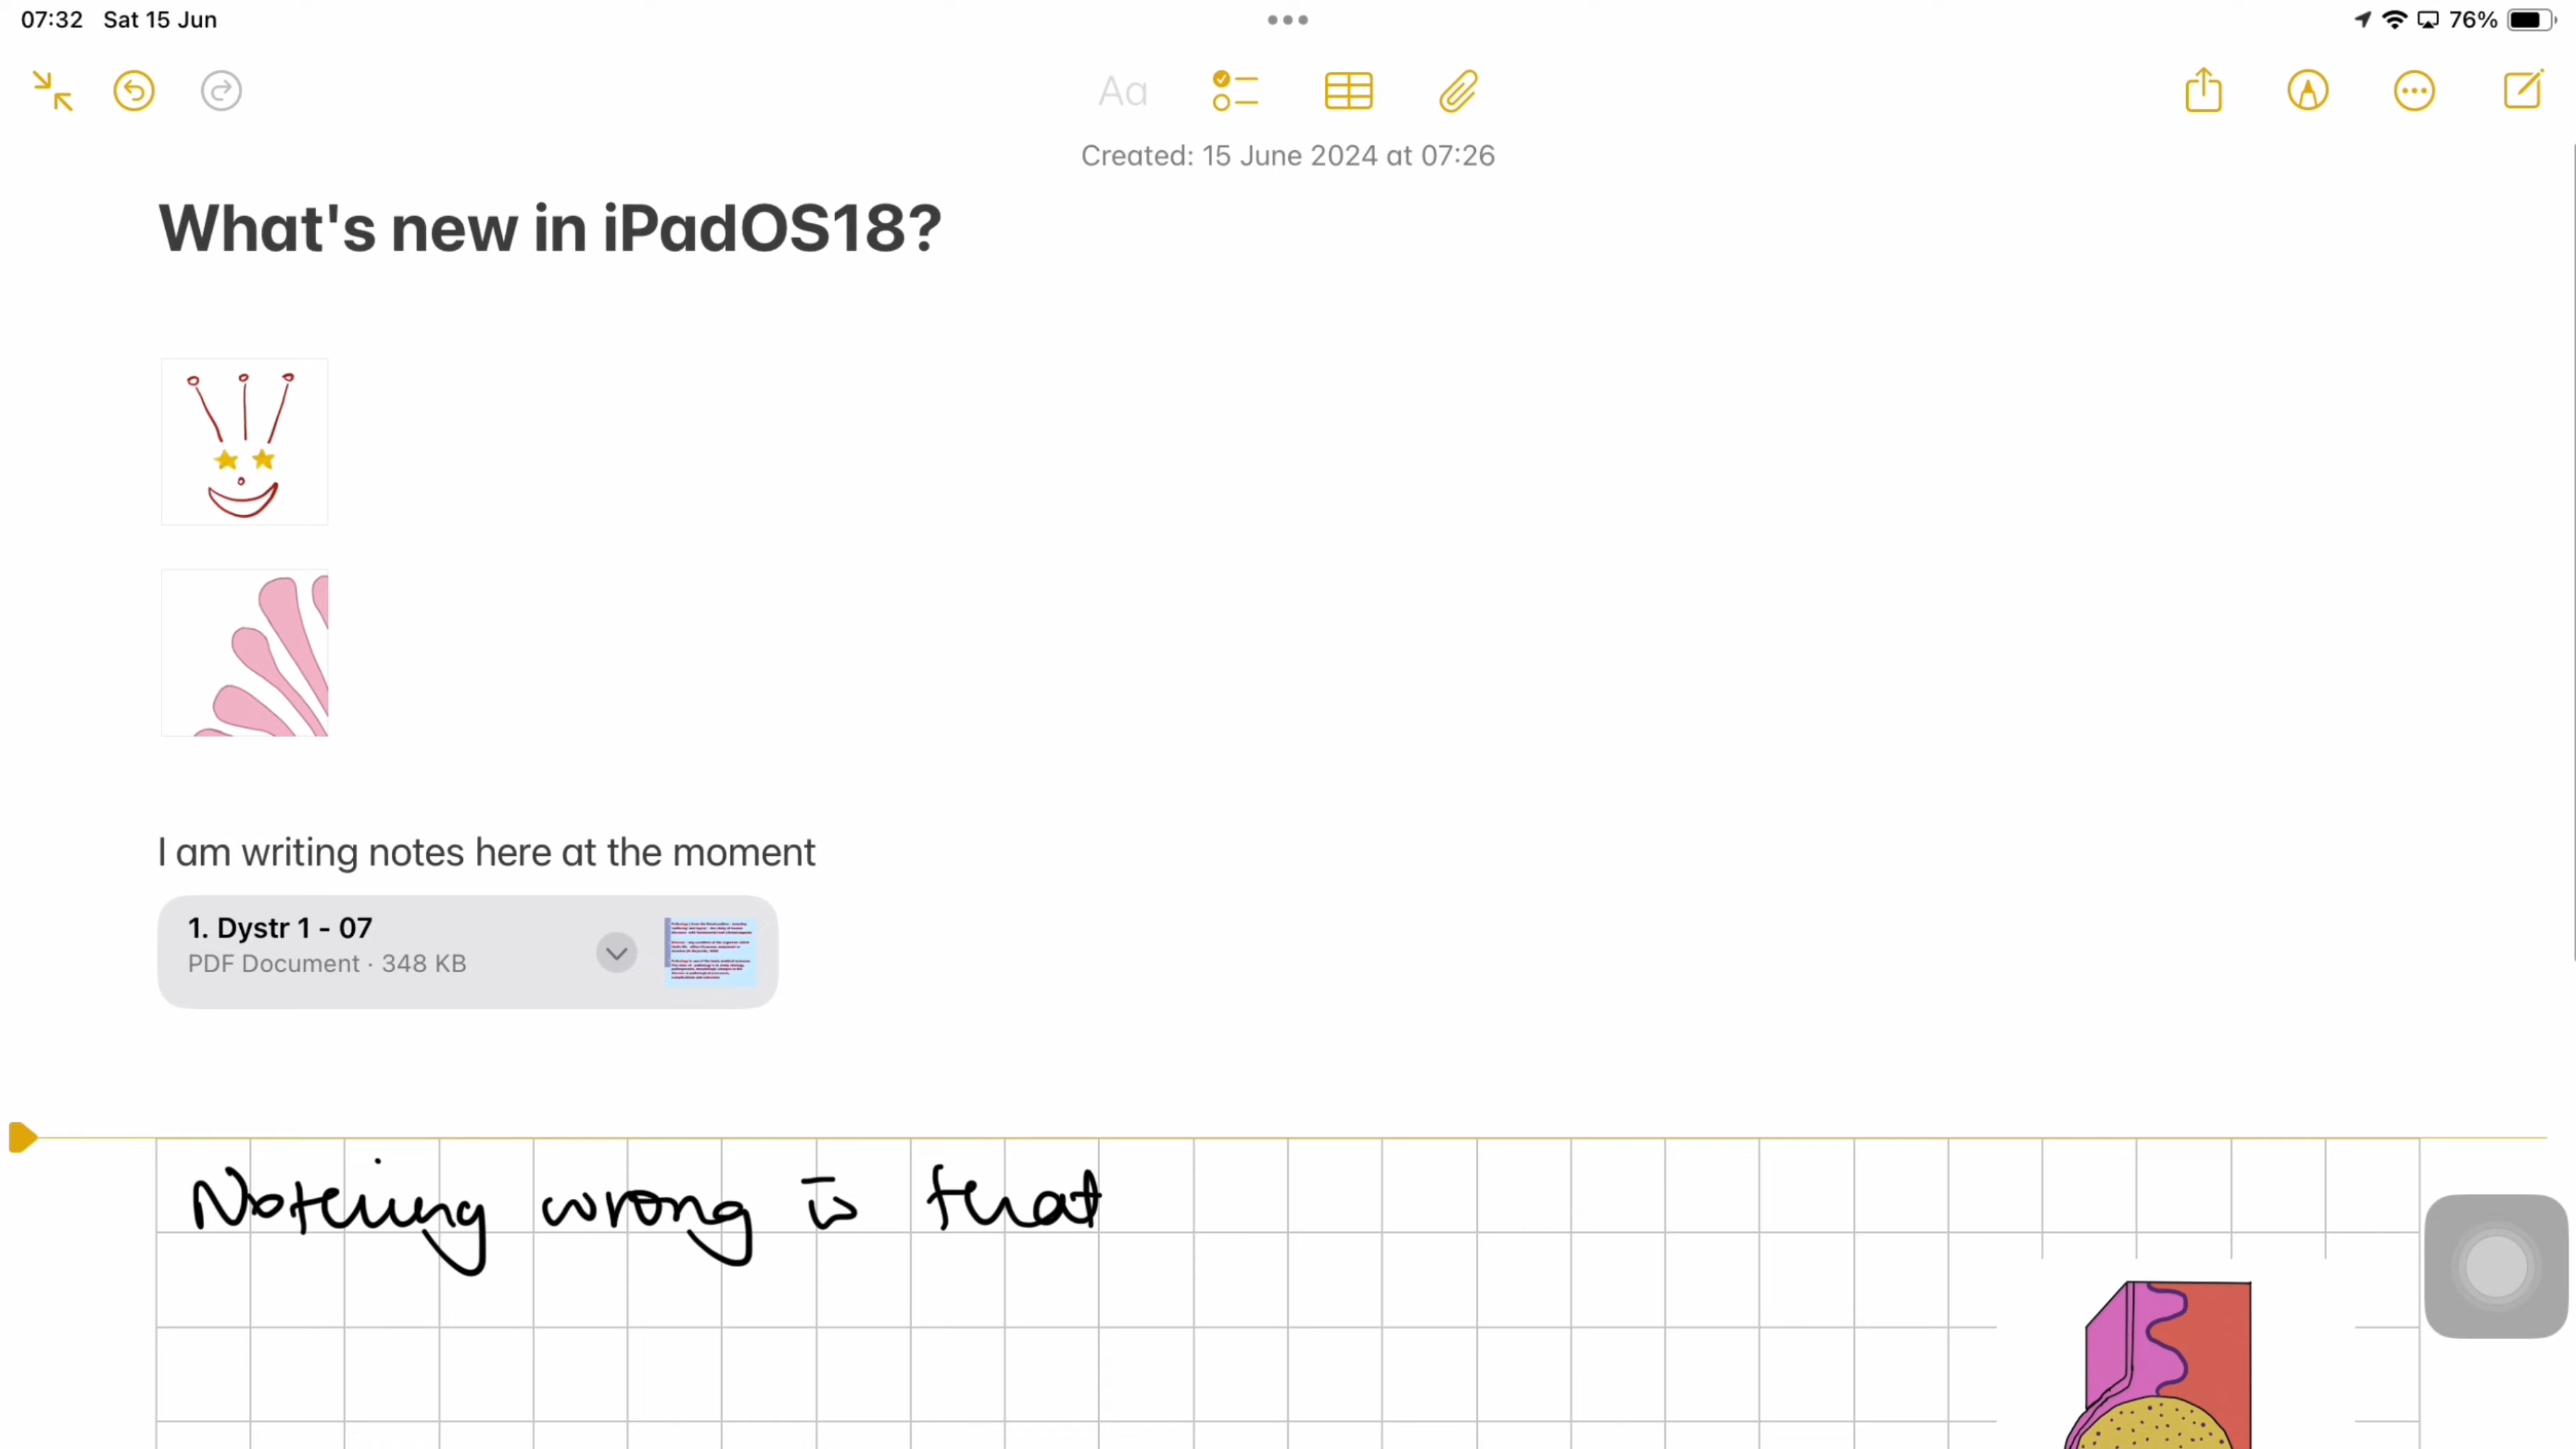 07:32 Sat 15 Jun
76%
Aa
Created: 15 June 2024 at 07:26
What's new in iPadOS18?
I am writing notes here at the moment
1. Dystr 1 - 07
PDF Document · 348 KB
Nothing wrong is that